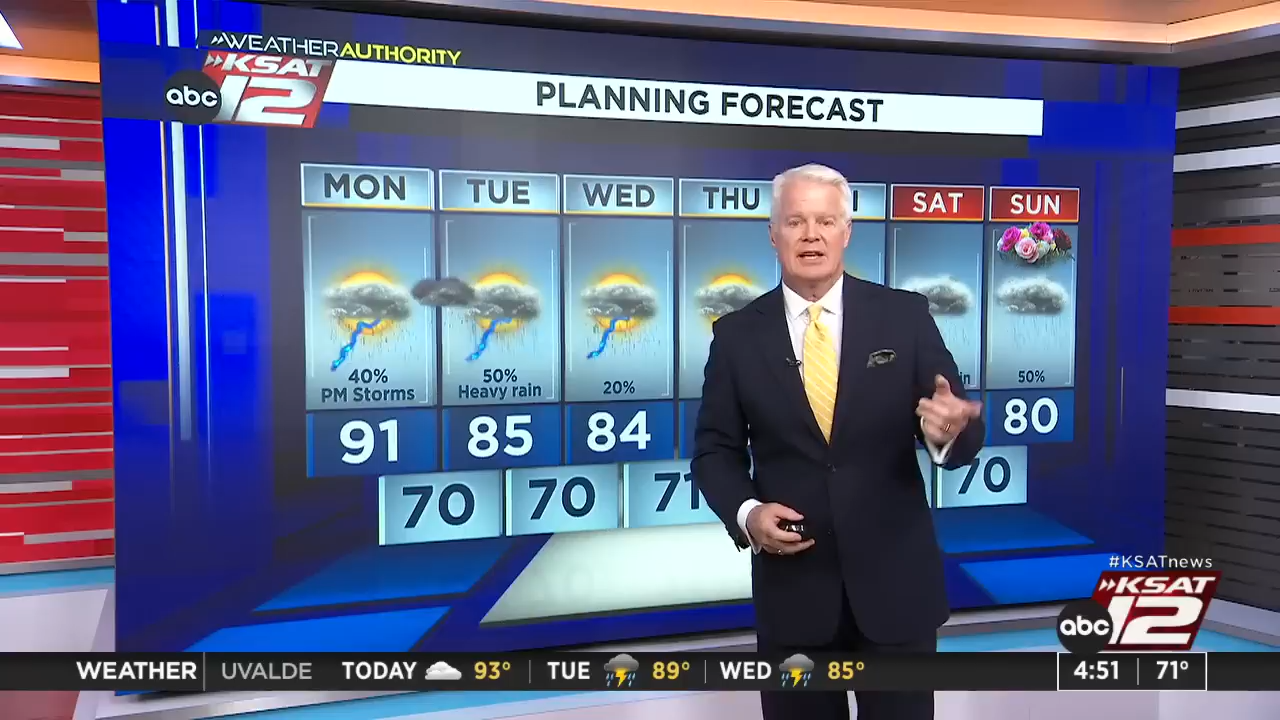 »WEATHERAUTHORITY
»KSAT
abc 12
PLANNING FORECAST
MON TUE WED THU SAT SUN
40% 50% 20% 50%
PM Storms Heavy rain
91 85 84 80
70 70 71 70
#KSATnews
»KSAT
abc 12
WEATHER UVALDE TODAY 93° TUE 89° WED 85° 4:51 71°